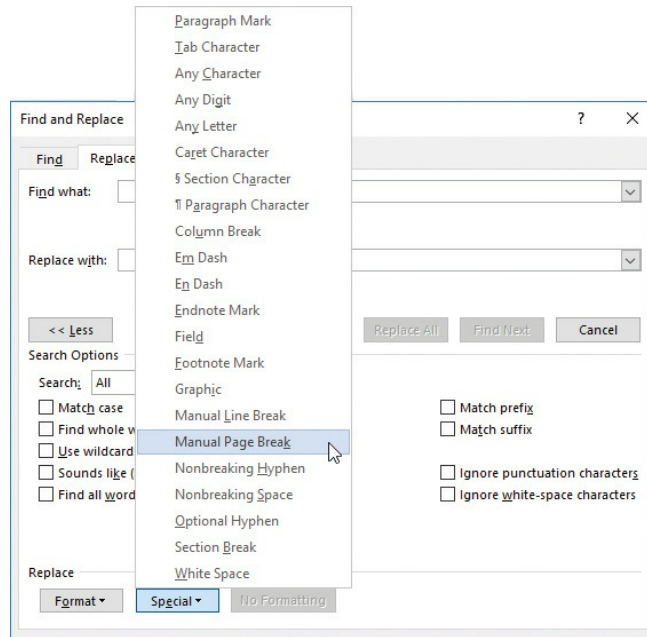 Paragraph Mark
Tab Character
Any Character
Any Digit
Any Letter
Caret Character
§ Section Character
¶ Paragraph Character
Column Break
Em Dash
En Dash
Endnote Mark
Field
Footnote Mark
Graphic
Manual Line Break
Manual Page Break
Nonbreaking Hyphen
Nonbreaking Space
Optional Hyphen
Section Break
White Space
Find and Replace ? ×
Find Replace
Find what:
Replace with:
<< Less Replace All Find Next Cancel
Search Options
Search: All
Match case Match prefix
Find whole w Match suffix
Use wildcard
Sounds like ( Ignore punctuation characters
Find all word Ignore white-space characters
Replace
Format Special No Formatting